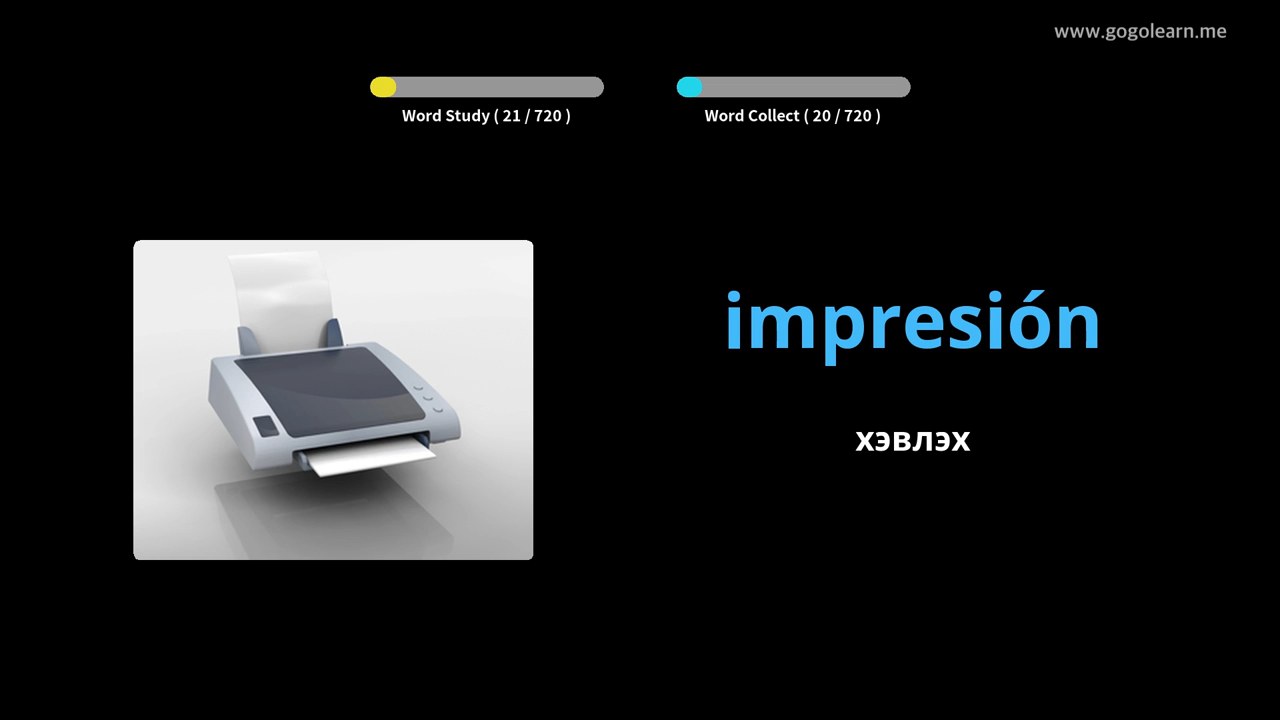 www.gogolearn.me
Word Study ( 21 / 720 )
Word Collect ( 20 / 720 )
impresión
хэвлэх